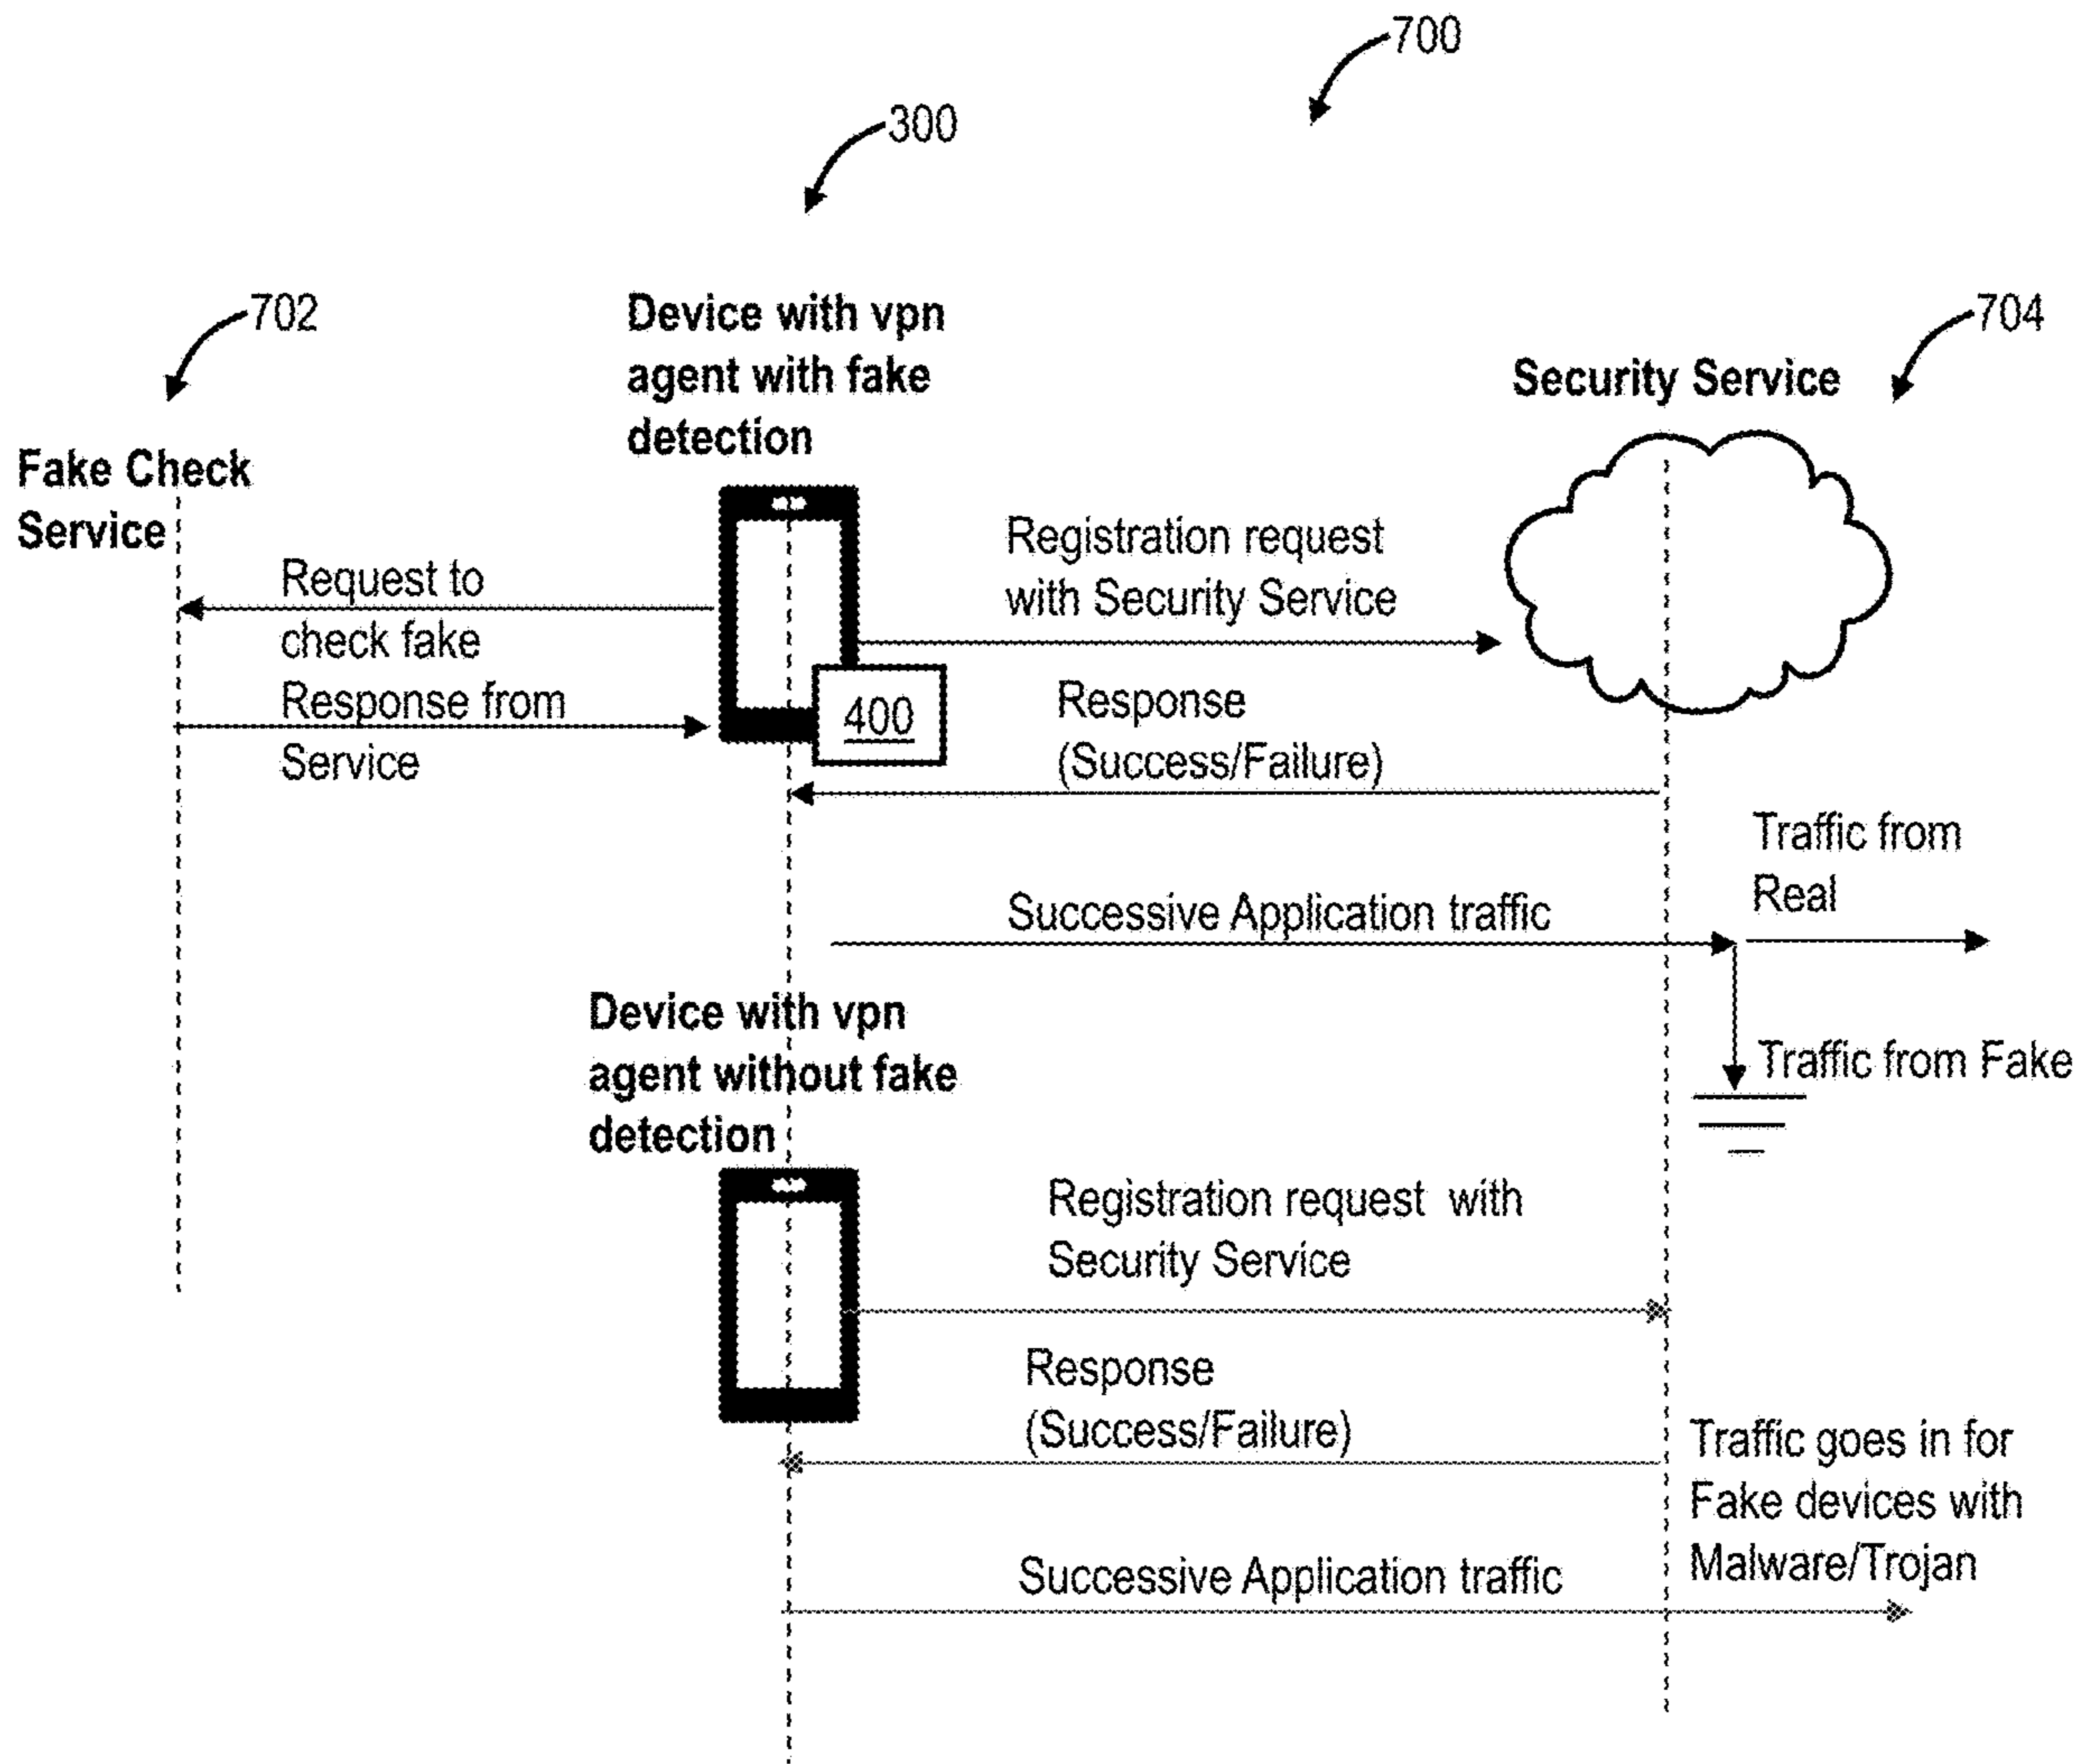 700
300
702
Device with vpn
agent with fake
detection
704
Security Service
Fake Check
Service
Request to
check fake
Response from
Service
Registration request
with Security Service
400
Response
(Success/Failure)
Traffic from
Real
Successive Application traffic
Traffic from Fake
Device with vpn
agent without fake
detection
Registration request with
Security Service
Response
(Success/Failure)
Traffic goes in for
Fake devices with
Malware/Trojan
Successive Application traffic